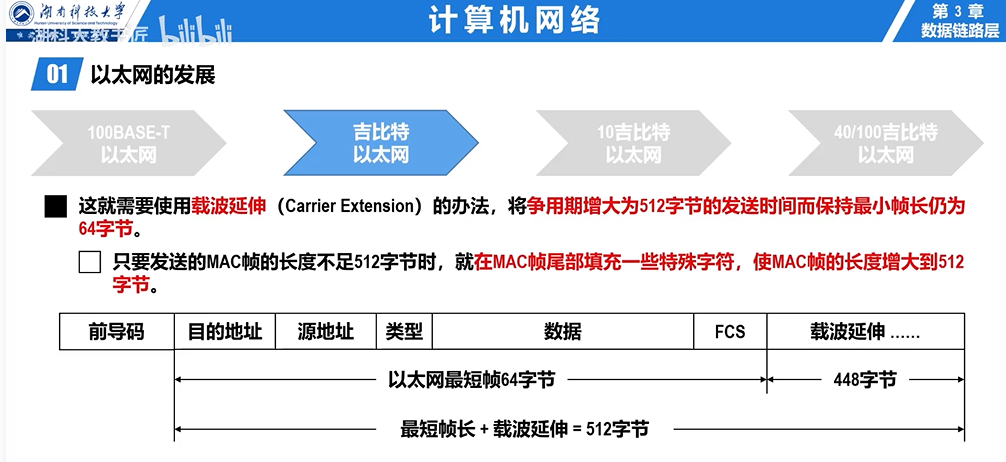 湖南科技大学
Hunan University of Science and Technology
计算机网络
第 3 章
数据链路层
湖科大教书匠 bilibili
01 以太网的发展
100BASE-T
以太网
吉比特
以太网
10吉比特
以太网
40/100吉比特
以太网
这就需要使用载波延伸（Carrier Extension）的办法，将争用期增大为512字节的发送时间而保持最小帧长仍为
64字节。
只要发送的MAC帧的长度不足512字节时，就在MAC帧尾部填充一些特殊字符，使MAC帧的长度增大到512
字节。
前导码 目的地址 源地址 类型 数据 FCS 载波延伸 ……
以太网最短帧64字节 448字节
最短帧长 + 载波延伸 = 512字节